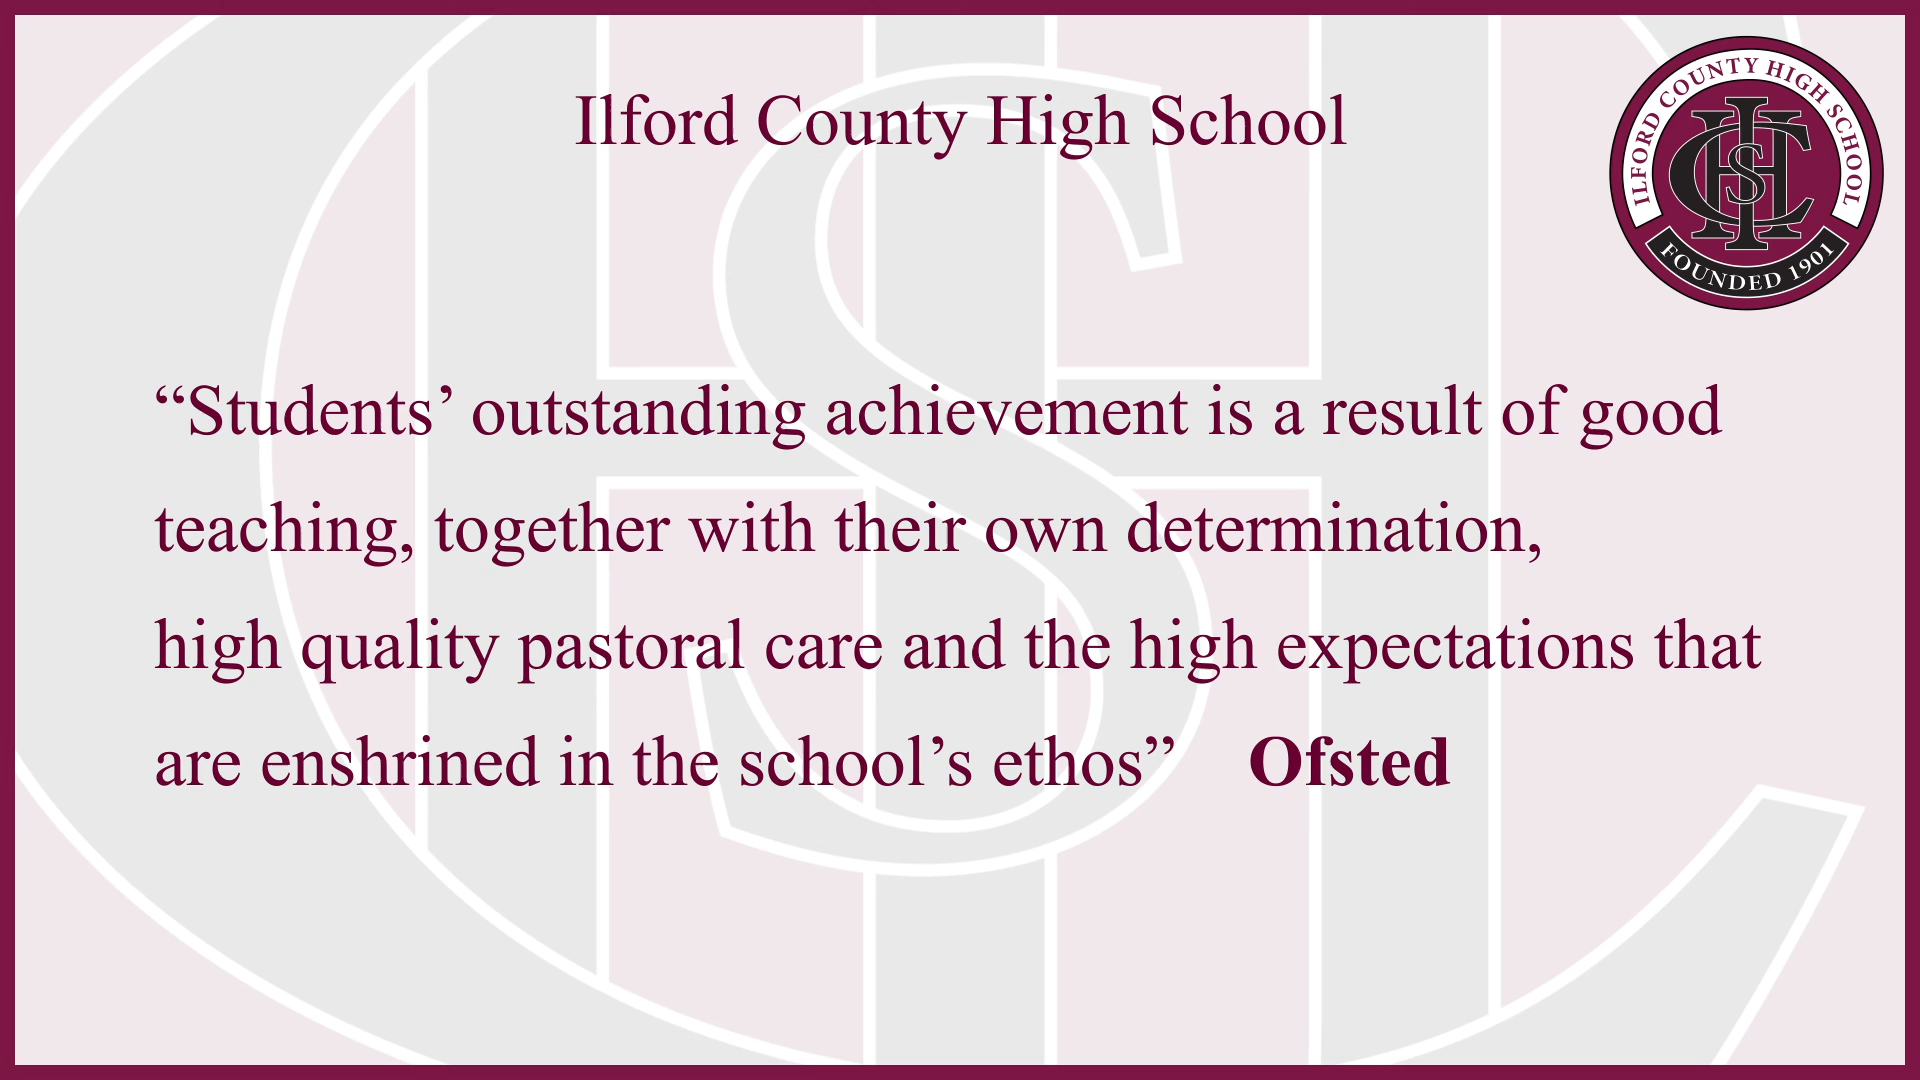 Ilford County High School
ILFORD COUNTY HIGH SCHOOL
FOUNDED 1901
“Students’ outstanding achievement is a result of good
teaching, together with their own determination,
high quality pastoral care and the high expectations that
are enshrined in the school’s ethos” Ofsted